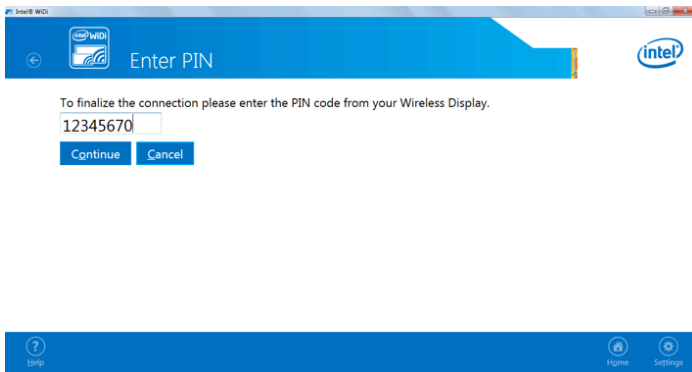 Intel® WiDi
intel WiDi
Enter PIN
intel
To finalize the connection please enter the PIN code from your Wireless Display.
12345670
Continue Cancel
Help Home Settings